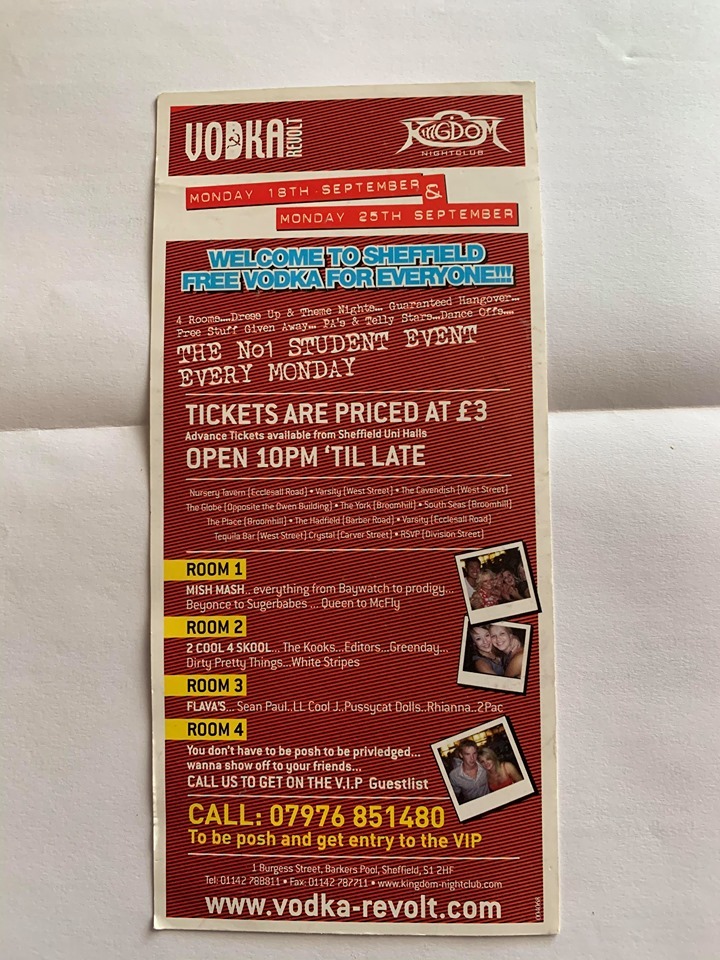 VODKA REVOLT
KINGDOM
NIGHTCLUB
MONDAY 18TH SEPTEMBER &
MONDAY 25TH SEPTEMBER
WELCOME TO SHEFFIELD
FREE VODKA FOR EVERYONE!!!
4 Rooms....Dress Up & Theme Nights... Guaranteed Hangover...
Free Stuff Given Away... PA's & Telly Stars...Dance Offs....
THE No1 STUDENT EVENT
EVERY MONDAY
TICKETS ARE PRICED AT £3
Advance Tickets available from Sheffield Uni Halls
OPEN 10PM 'TIL LATE
Nursery Tavern [Ecclesall Road] • Varsity [West Street] • The Cavendish [West Street]
The Globe [Opposite the Owen Building] • The York [Broomhill] • South Seas [Broomhill]
The Place [Broomhill] • The Hadfield [Barber Road] • Varsity [Ecclesall Road]
Tequila Bar [West Street] Crystal [Carver Street] • RSVP [Division Street]
ROOM 1
MISH MASH.. everything from Baywatch to prodigy...
Beyonce to Sugerbabes ... Queen to McFly
ROOM 2
2 COOL 4 SKOOL... The Kooks...Editors...Greenday...
Dirty Pretty Things...White Stripes
ROOM 3
FLAVA'S... Sean Paul..LL Cool J..Pussycat Dolls..Rhianna..2Pac
ROOM 4
You don't have to be posh to be privledged...
wanna show off to your friends...
CALL US TO GET ON THE V.I.P Guestlist
CALL: 07976 851480
To be posh and get entry to the VIP
1 Burgess Street, Barkers Pool, Sheffield, S1 2HF
Tel: 01142 788811 • Fax: 01142 787711 • www.kingdom-nightclub.com
www.vodka-revolt.com